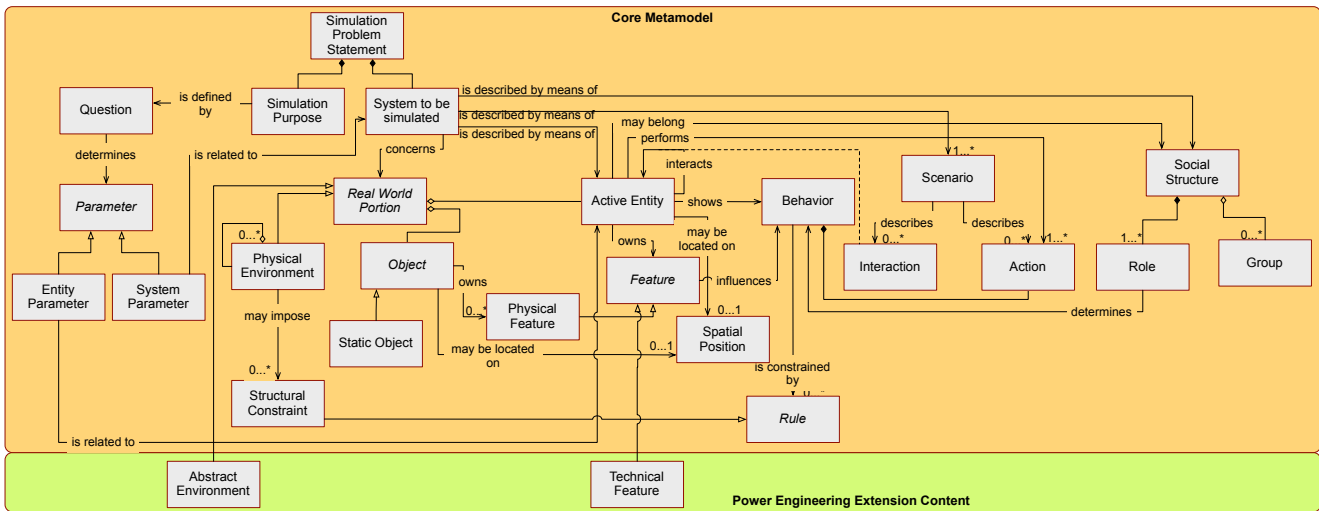 Core Metamodel
Simulation
Problem
Statement
is described by means of
Question
is defined
by
Simulation
Purpose
System to be
simulated
is described by means of
is described by means of
may belong
performs
determines
is related to
concerns
interacts
1...*
Scenario
Social
Structure
Parameter
Real World
Portion
Active Entity
shows
Behavior
describes
describes
0...*
Physical
Environment
Object
owns
may be
located on
0...*
Interaction
0...*
1...*
Action
1...*
Role
0...*
Group
Entity
Parameter
System
Parameter
owns
Feature
influences
may impose
0...*
Physical
Feature
0...1
Spatial
Position
determines
Static Object
may be located
on
0...1
0...*
Structural
Constraint
is constrained
by
0...*
Rule
is related to
Abstract
Environment
Technical
Feature
Power Engineering Extension Content